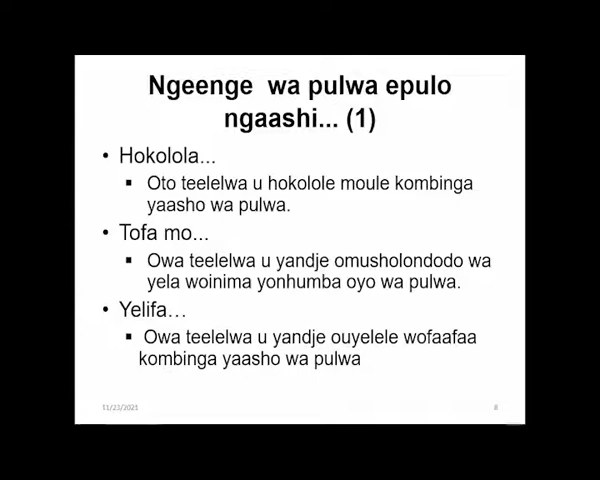 Ngeenge wa pulwa epulo
ngaashi... (1)
• Hokolola...
▪ Oto teelelwa u hokolole moule kombinga
yaasho wa pulwa.
• Tofa mo...
▪ Owa teelelwa u yandje omusholondodo wa
yela woinima yonhumba oyo wa pulwa.
• Yelifa…
▪ Owa teelelwa u yandje ouyelele wofaafaa
kombinga yaasho wa pulwa
11/23/2021
8